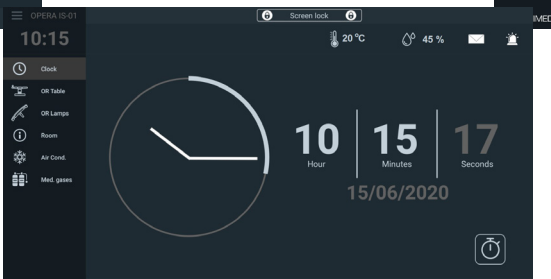 OPERA IS-01
Screen lock
IMED
10:15
20 °C
45 %
Clock
OR Table
OR Lamps
Room
Air Cond.
Med. gases
10
15
17
Hour
Minutes
Seconds
15/06/2020